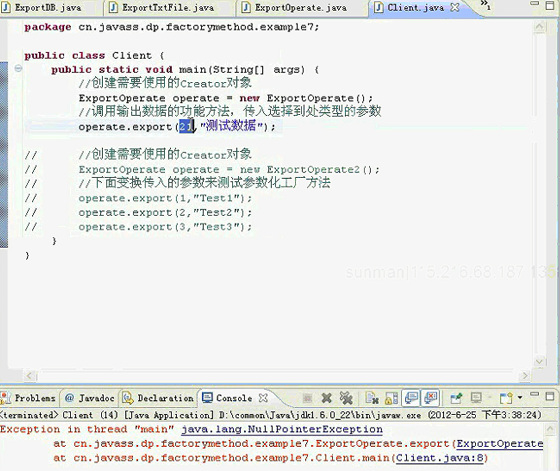 ExportDB.java ExportTxtFile.java ExportOperate.java Client.java
package cn.javass.dp.factorymethod.example7;
public class Client {
public static void main(String[] args) {
//创建需要使用的Creator对象
ExportOperate operate = new ExportOperate();
//调用输出数据的功能方法，传入选择到处类型的参数
operate.export( ,"测试数据");
// //创建需要使用的Creator对象
// ExportOperate operate = new ExportOperate2();
// //下面变换传入的参数来测试参数化工厂方法
// operate.export(1,"Test1");
// operate.export(2,"Test2");
// operate.export(3,"Test3");
}
}
Problems @ Javadoc Declaration Console
<terminated> Client (14) [Java Application] D:\common\Java\jdk1.6.0_22\bin\javaw.exe (2012-6-25 下午3:38:24)
Exception in thread "main" java.lang.NullPointerException
at cn.javass.dp.factorymethod.example7.ExportOperate.export(ExportOperate
at cn.javass.dp.factorymethod.example7.Client.main(Client.java:8)